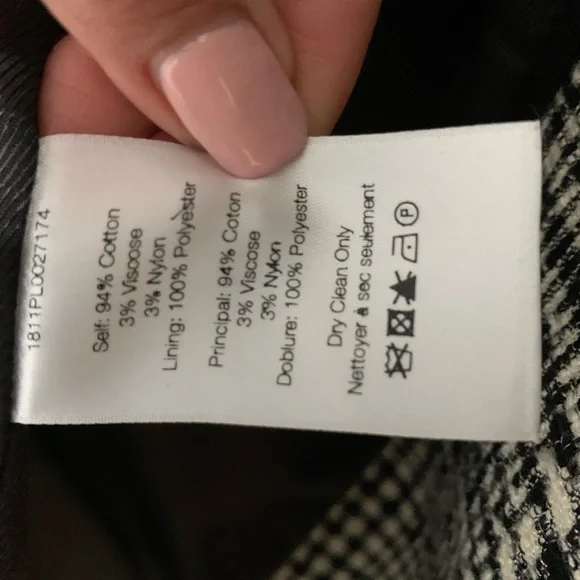 1811PL0027174
Self: 94% Cotton
3% Viscose
3% Nylon
Lining: 100% Polyester
Principal: 94% Coton
3% Viscose
3% Nylon
Doblure: 100% Polyester
Dry Clean Only
Nettoyer à sec seulement
P